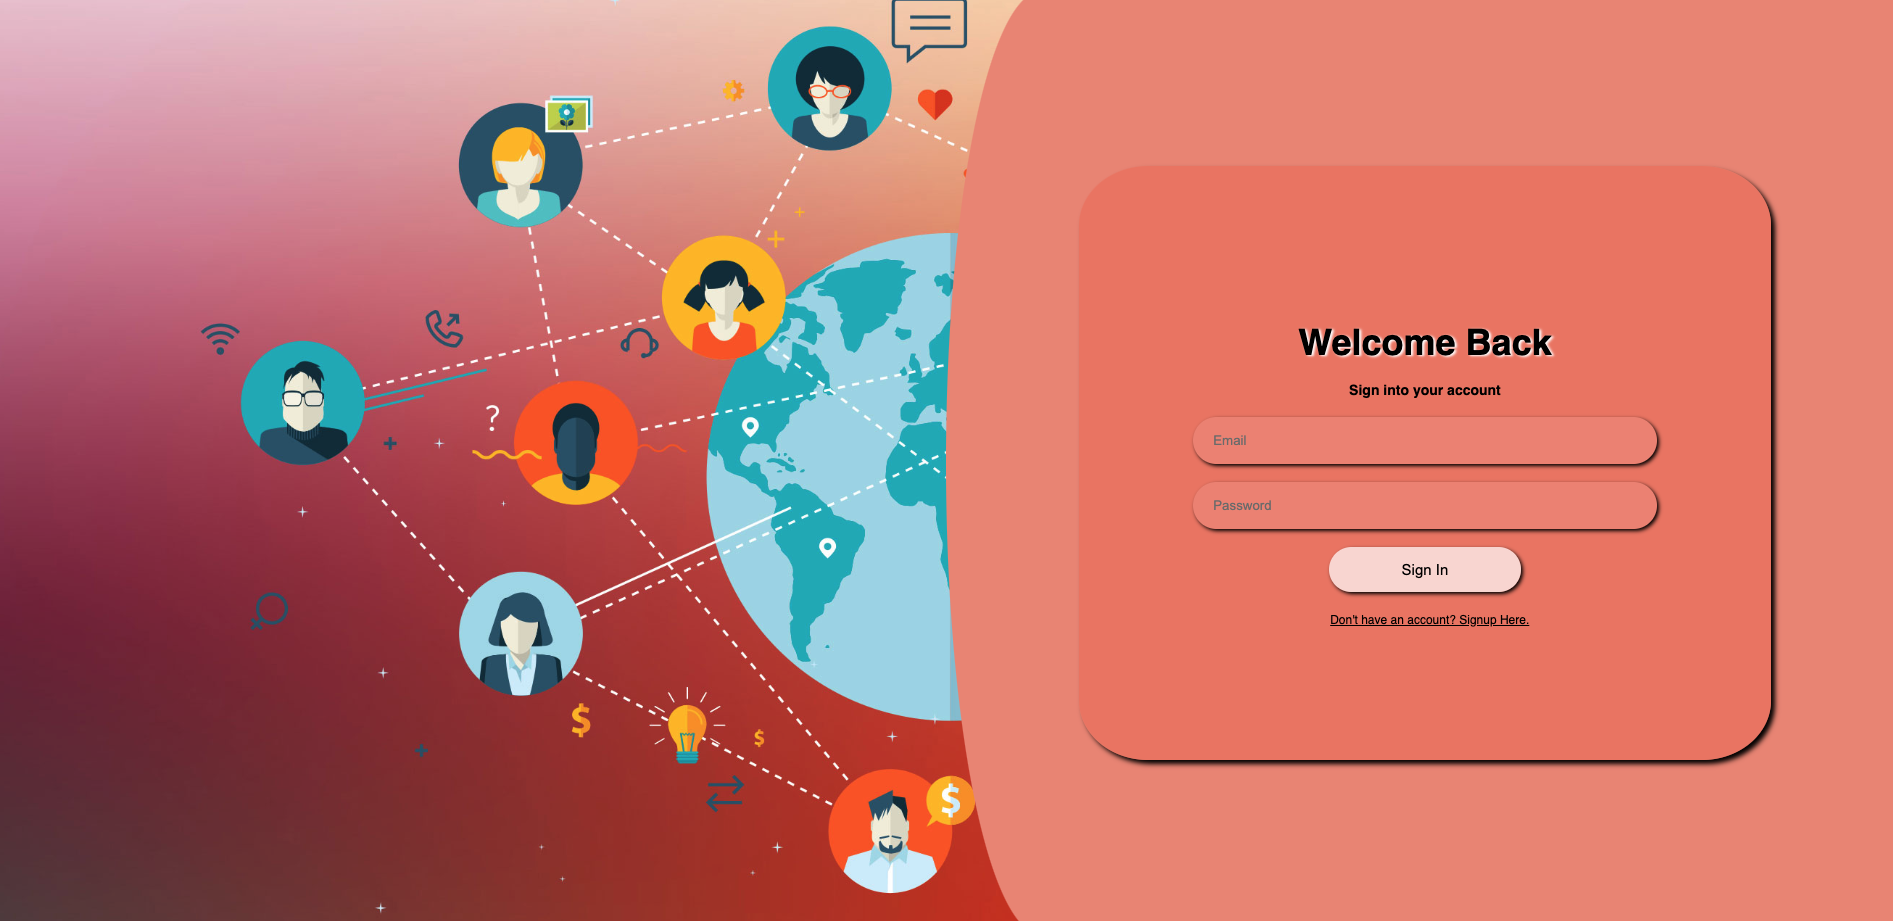 ?
$
$
$
Welcome Back
Sign into your account
Email
Password
Sign In
Don't have an account? Signup Here.